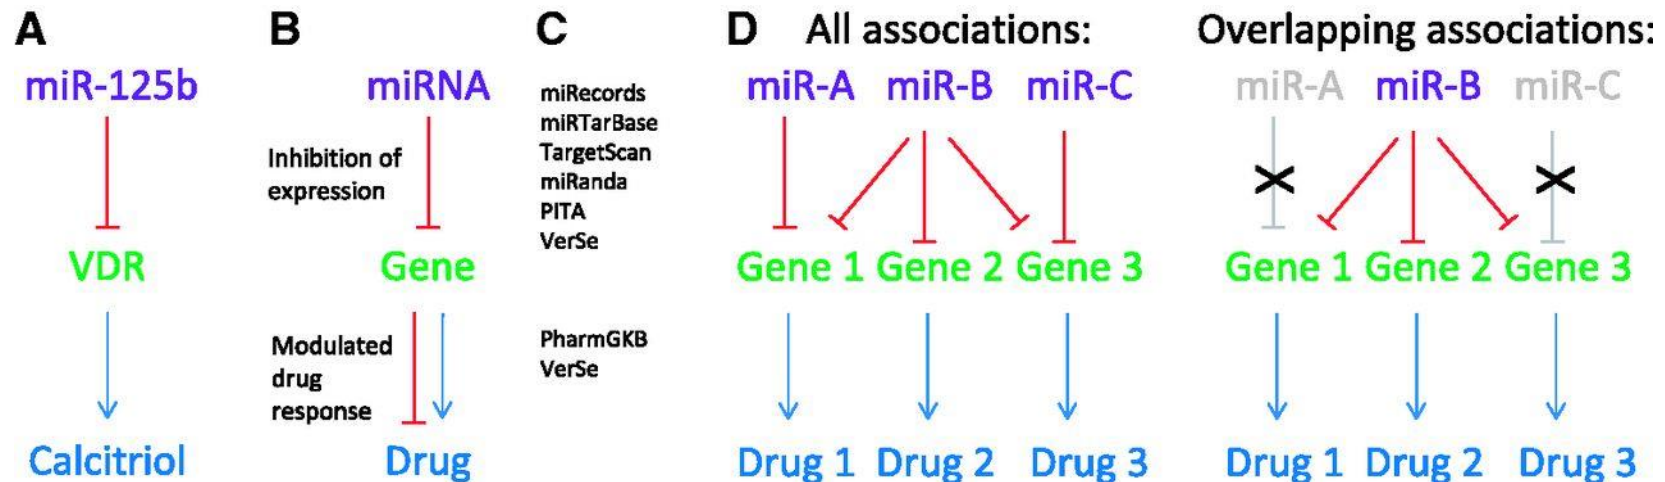 A
miR-125b
VDR
Calcitriol
B
miRNA
Inhibition of
expression
Gene
Modulated
drug
response
Drug
C
miRecords
miRTarBase
TargetScan
miRanda
PITA
VerSe
PharmGKB
VerSe
D All associations:
miR-A miR-B miR-C
Gene 1 Gene 2 Gene 3
Drug 1 Drug 2 Drug 3
Overlapping associations:
miR-A miR-B miR-C
Gene 1 Gene 2 Gene 3
Drug 1 Drug 2 Drug 3